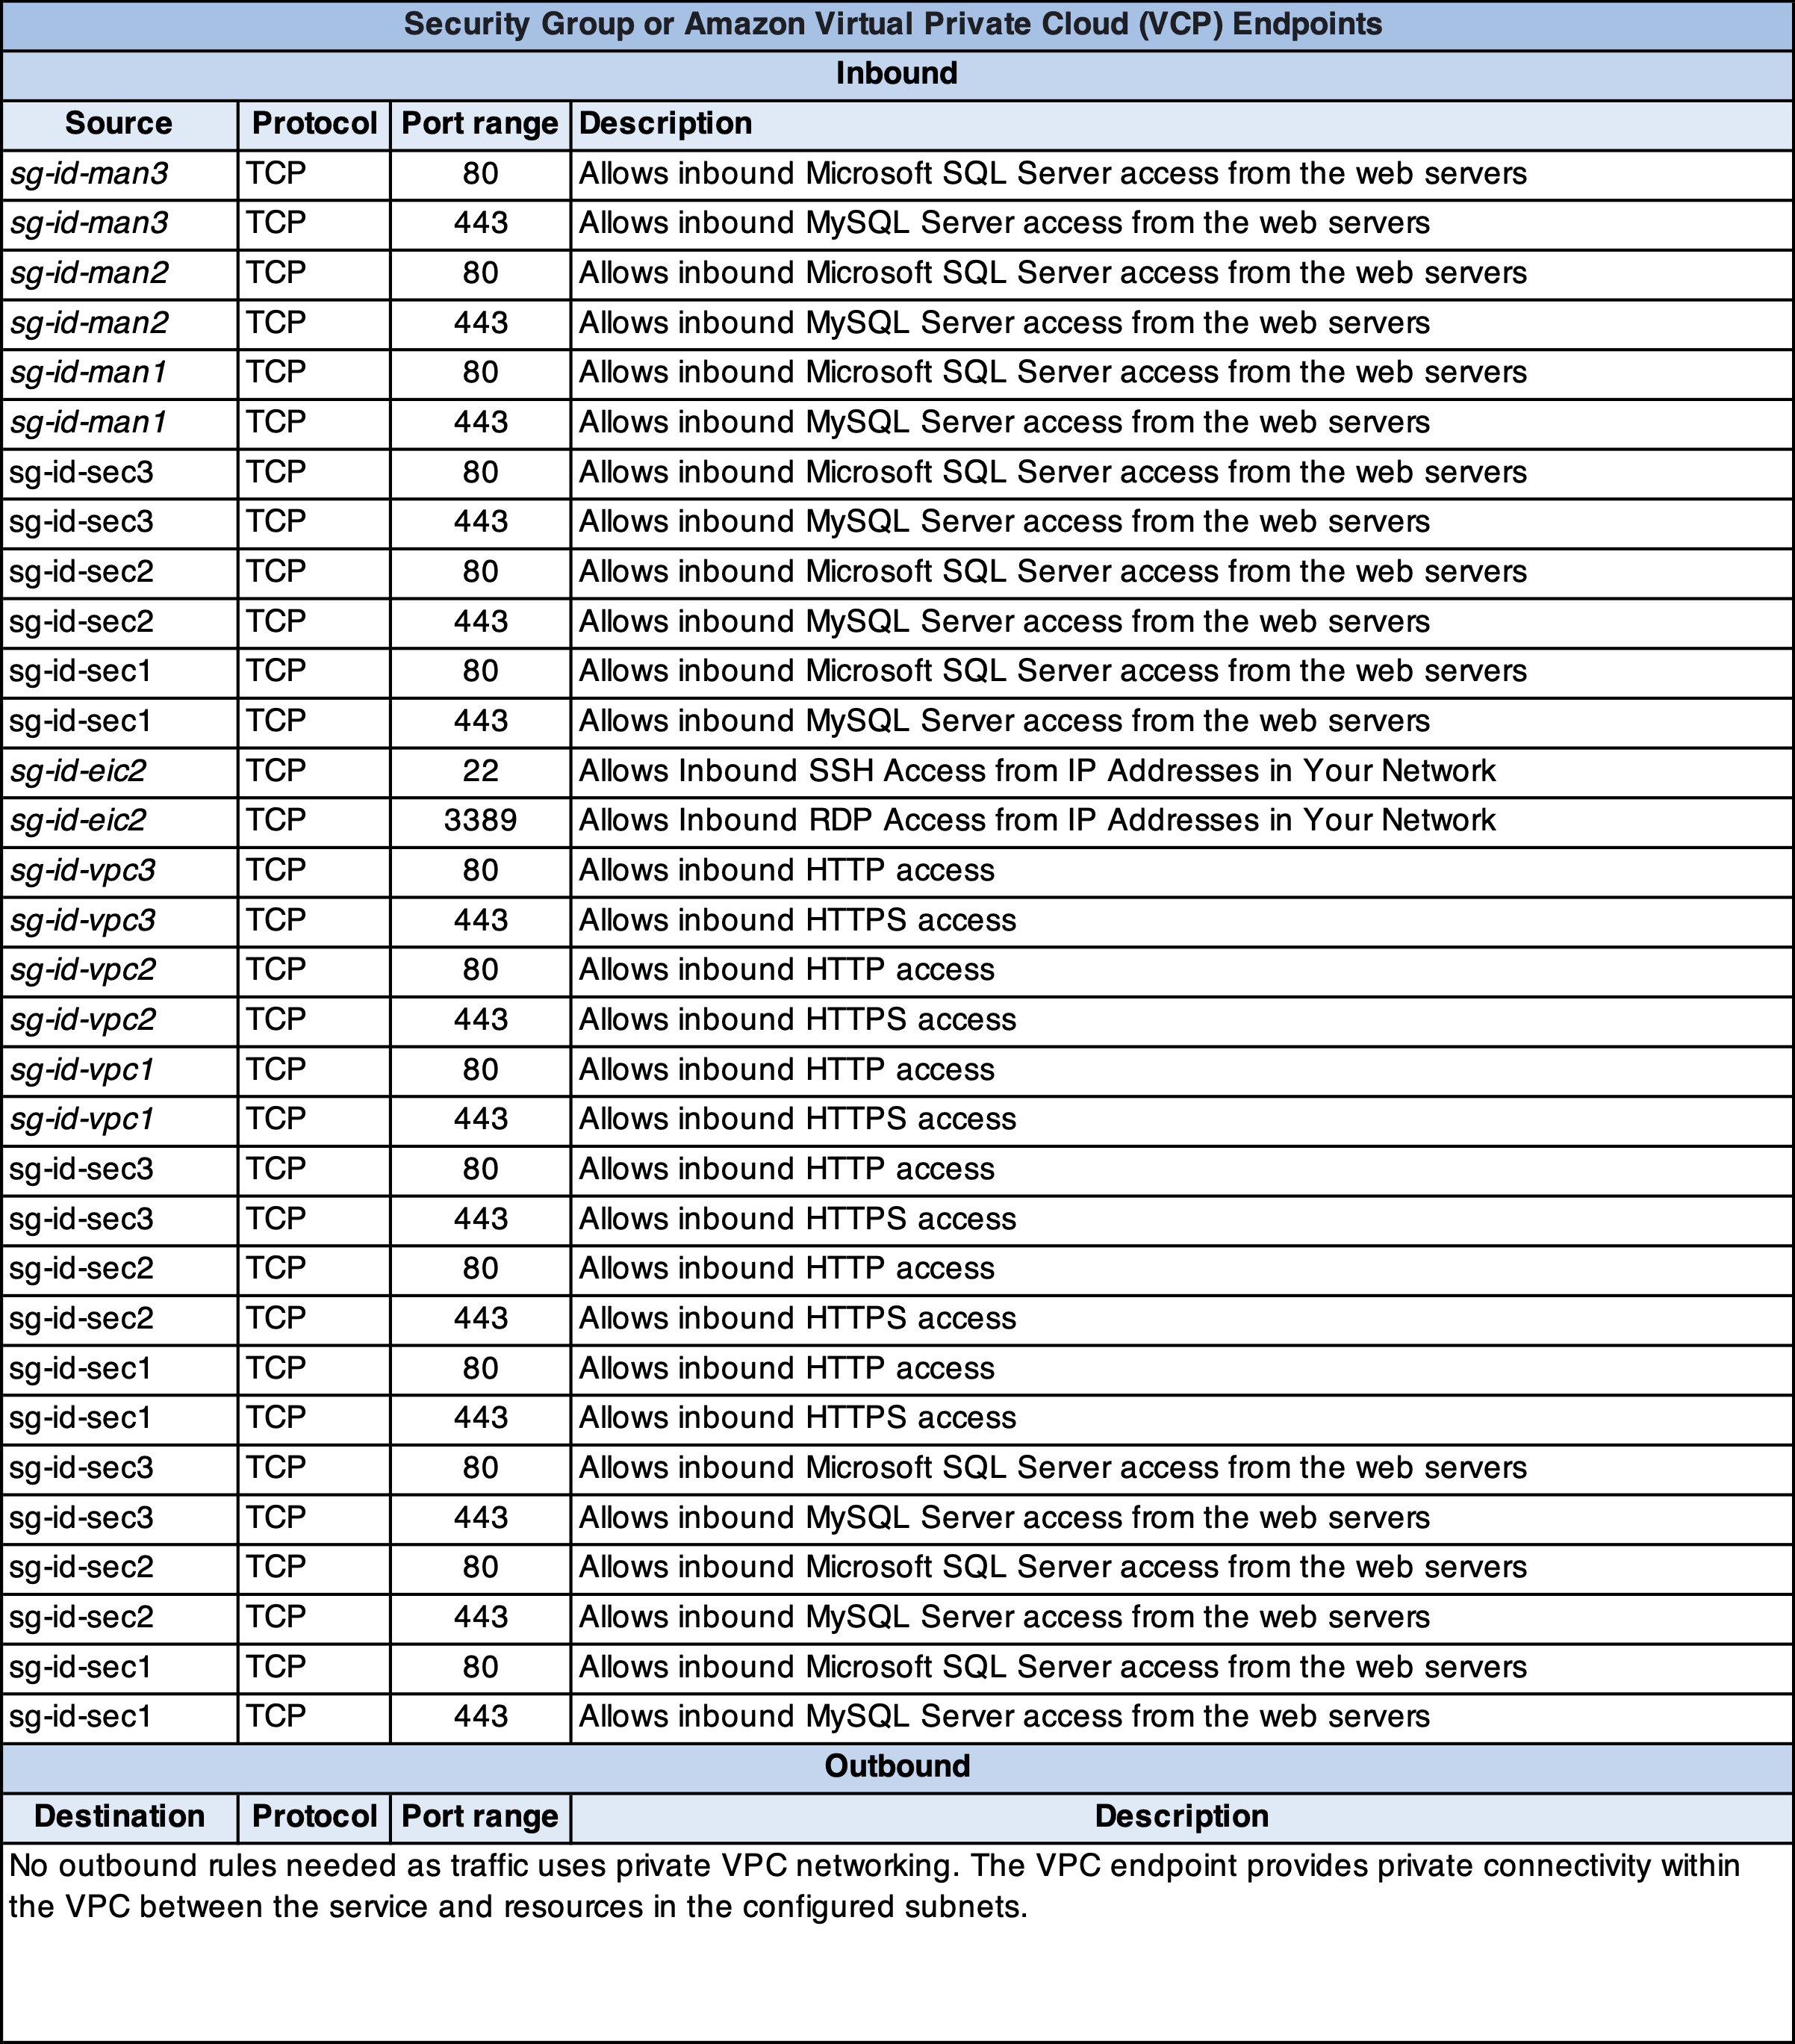 Security Group or Amazon Virtual Private Cloud (VCP) Endpoints
Inbound
Source Protocol Port range Description
sg-id-man3 TCP 80 Allows inbound Microsoft SQL Server access from the web servers
sg-id-man3 TCP 443 Allows inbound MySQL Server access from the web servers
sg-id-man2 TCP 80 Allows inbound Microsoft SQL Server access from the web servers
sg-id-man2 TCP 443 Allows inbound MySQL Server access from the web servers
sg-id-man1 TCP 80 Allows inbound Microsoft SQL Server access from the web servers
sg-id-man1 TCP 443 Allows inbound MySQL Server access from the web servers
sg-id-sec3 TCP 80 Allows inbound Microsoft SQL Server access from the web servers
sg-id-sec3 TCP 443 Allows inbound MySQL Server access from the web servers
sg-id-sec2 TCP 80 Allows inbound Microsoft SQL Server access from the web servers
sg-id-sec2 TCP 443 Allows inbound MySQL Server access from the web servers
sg-id-sec1 TCP 80 Allows inbound Microsoft SQL Server access from the web servers
sg-id-sec1 TCP 443 Allows inbound MySQL Server access from the web servers
sg-id-eic2 TCP 22 Allows Inbound SSH Access from IP Addresses in Your Network
sg-id-eic2 TCP 3389 Allows Inbound RDP Access from IP Addresses in Your Network
sg-id-vpc3 TCP 80 Allows inbound HTTP access
sg-id-vpc3 TCP 443 Allows inbound HTTPS access
sg-id-vpc2 TCP 80 Allows inbound HTTP access
sg-id-vpc2 TCP 443 Allows inbound HTTPS access
sg-id-vpc1 TCP 80 Allows inbound HTTP access
sg-id-vpc1 TCP 443 Allows inbound HTTPS access
sg-id-sec3 TCP 80 Allows inbound HTTP access
sg-id-sec3 TCP 443 Allows inbound HTTPS access
sg-id-sec2 TCP 80 Allows inbound HTTP access
sg-id-sec2 TCP 443 Allows inbound HTTPS access
sg-id-sec1 TCP 80 Allows inbound HTTP access
sg-id-sec1 TCP 443 Allows inbound HTTPS access
sg-id-sec3 TCP 80 Allows inbound Microsoft SQL Server access from the web servers
sg-id-sec3 TCP 443 Allows inbound MySQL Server access from the web servers
sg-id-sec2 TCP 80 Allows inbound Microsoft SQL Server access from the web servers
sg-id-sec2 TCP 443 Allows inbound MySQL Server access from the web servers
sg-id-sec1 TCP 80 Allows inbound Microsoft SQL Server access from the web servers
sg-id-sec1 TCP 443 Allows inbound MySQL Server access from the web servers
Outbound
Destination Protocol Port range Description
No outbound rules needed as traffic uses private VPC networking. The VPC endpoint provides private connectivity within
the VPC between the service and resources in the configured subnets.